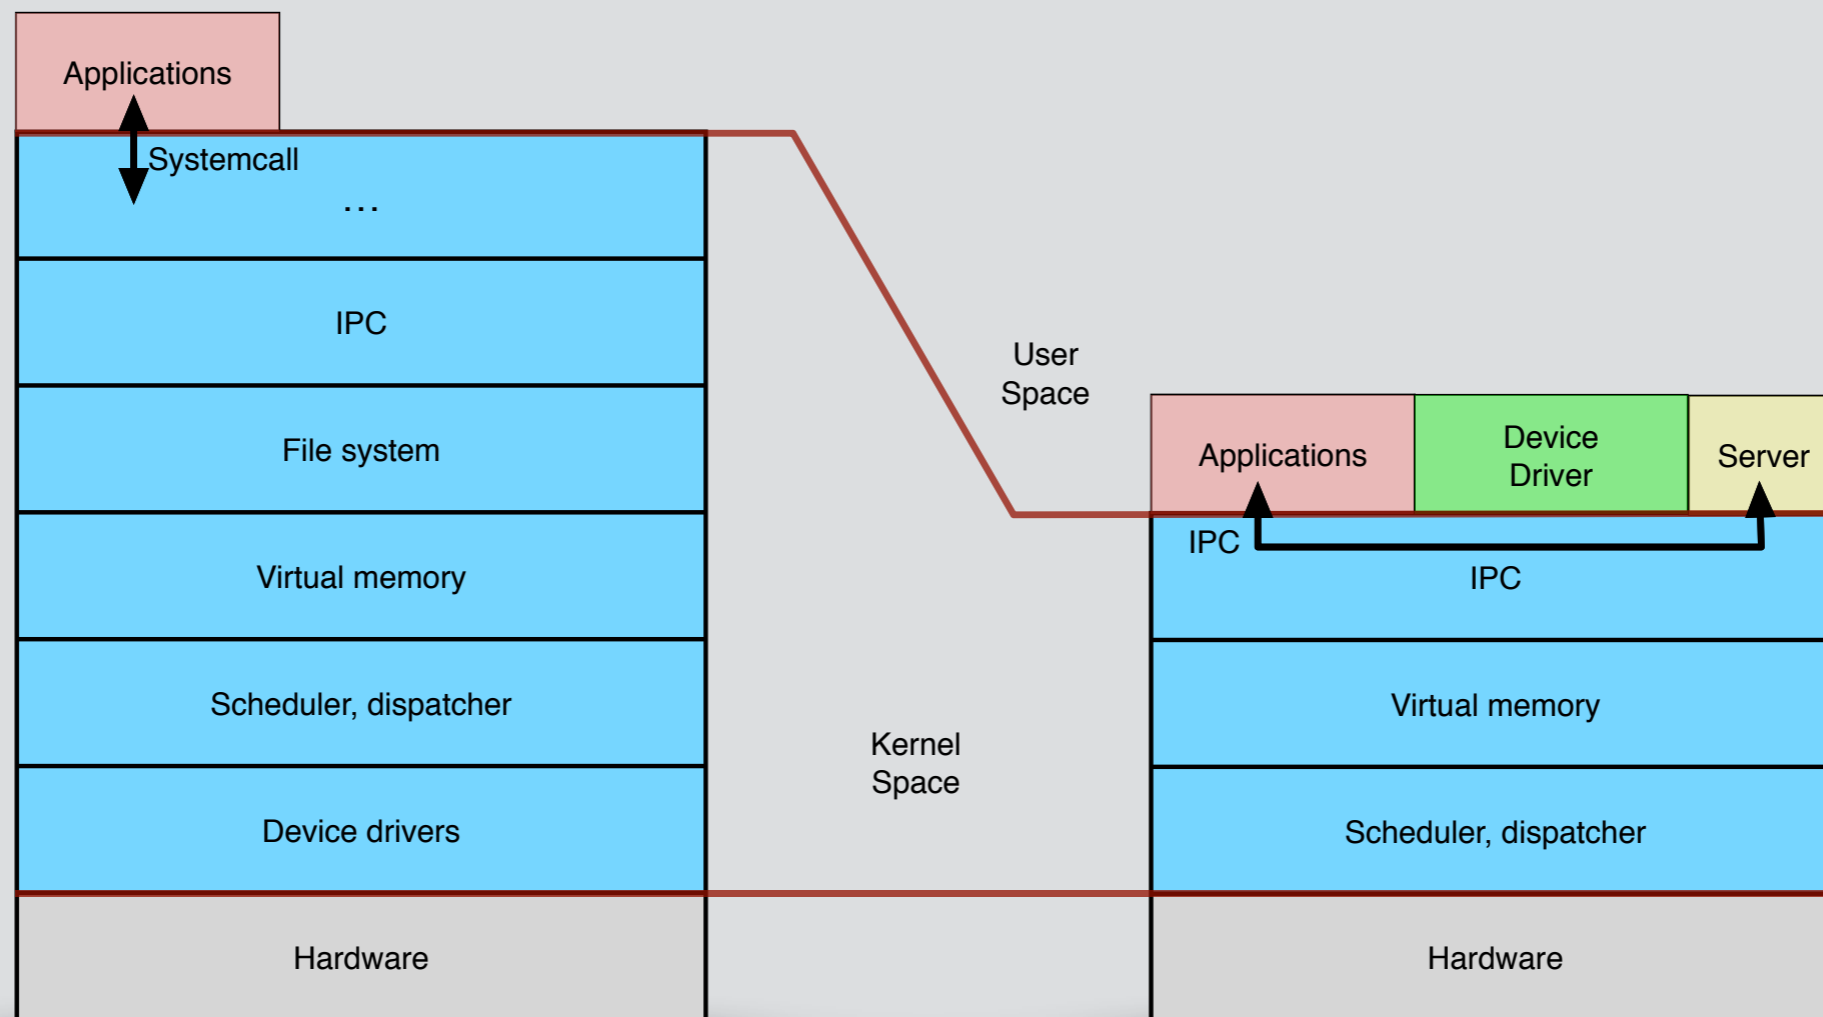 Applications
Systemcall
...
IPC
File system
Virtual memory
Scheduler, dispatcher
Device drivers
Hardware
User
Space
Kernel
Space
Applications
Device
Driver
Server
IPC
IPC
Virtual memory
Scheduler, dispatcher
Hardware